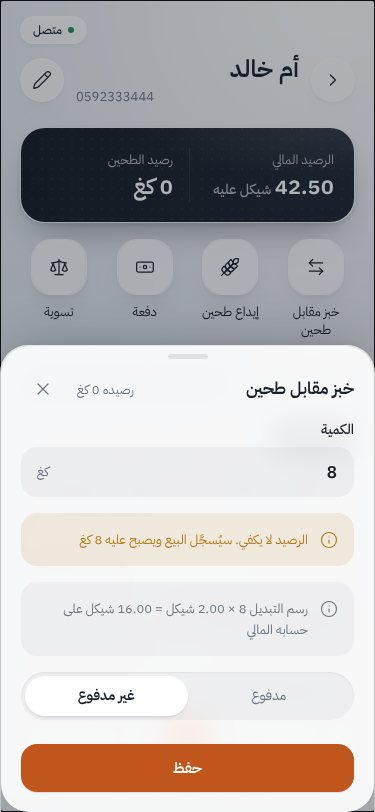 متصل
أم خالد
0592333444
الرصيد المالي
42.50 شيكل عليه
رصيد الطحين
0 كغ
خبز مقابل طحين
إيداع طحين
دفعة
تسوية
خبز مقابل طحين
رصيده 0 كغ
الكمية
8
كغ
الرصيد لا يكفي. سيُسجَّل البيع ويصبح عليه 8 كغ
رسم التبديل 8 × 2.00 شيكل = 16.00 شيكل على
حسابه المالي
مدفوع
غير مدفوع
حفظ